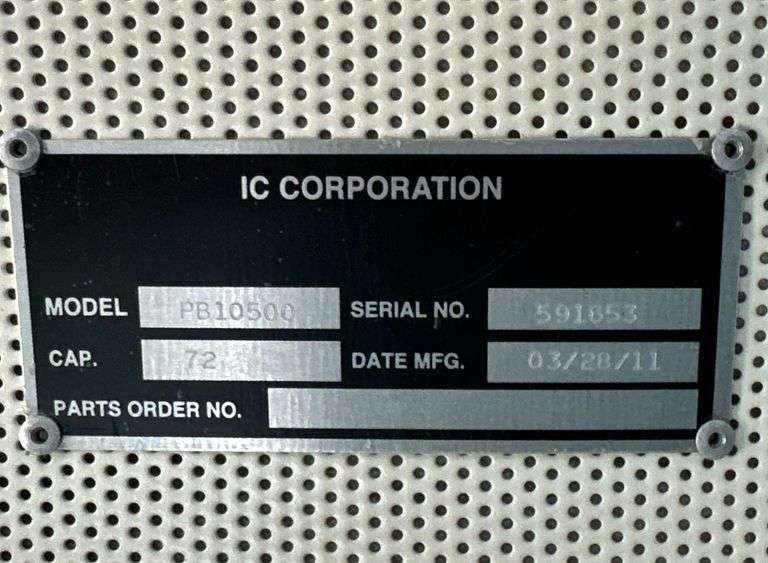 IC CORPORATION
MODEL PB10500 SERIAL NO. 591653
CAP. 72 DATE MFG. 03/28/11
PARTS ORDER NO.